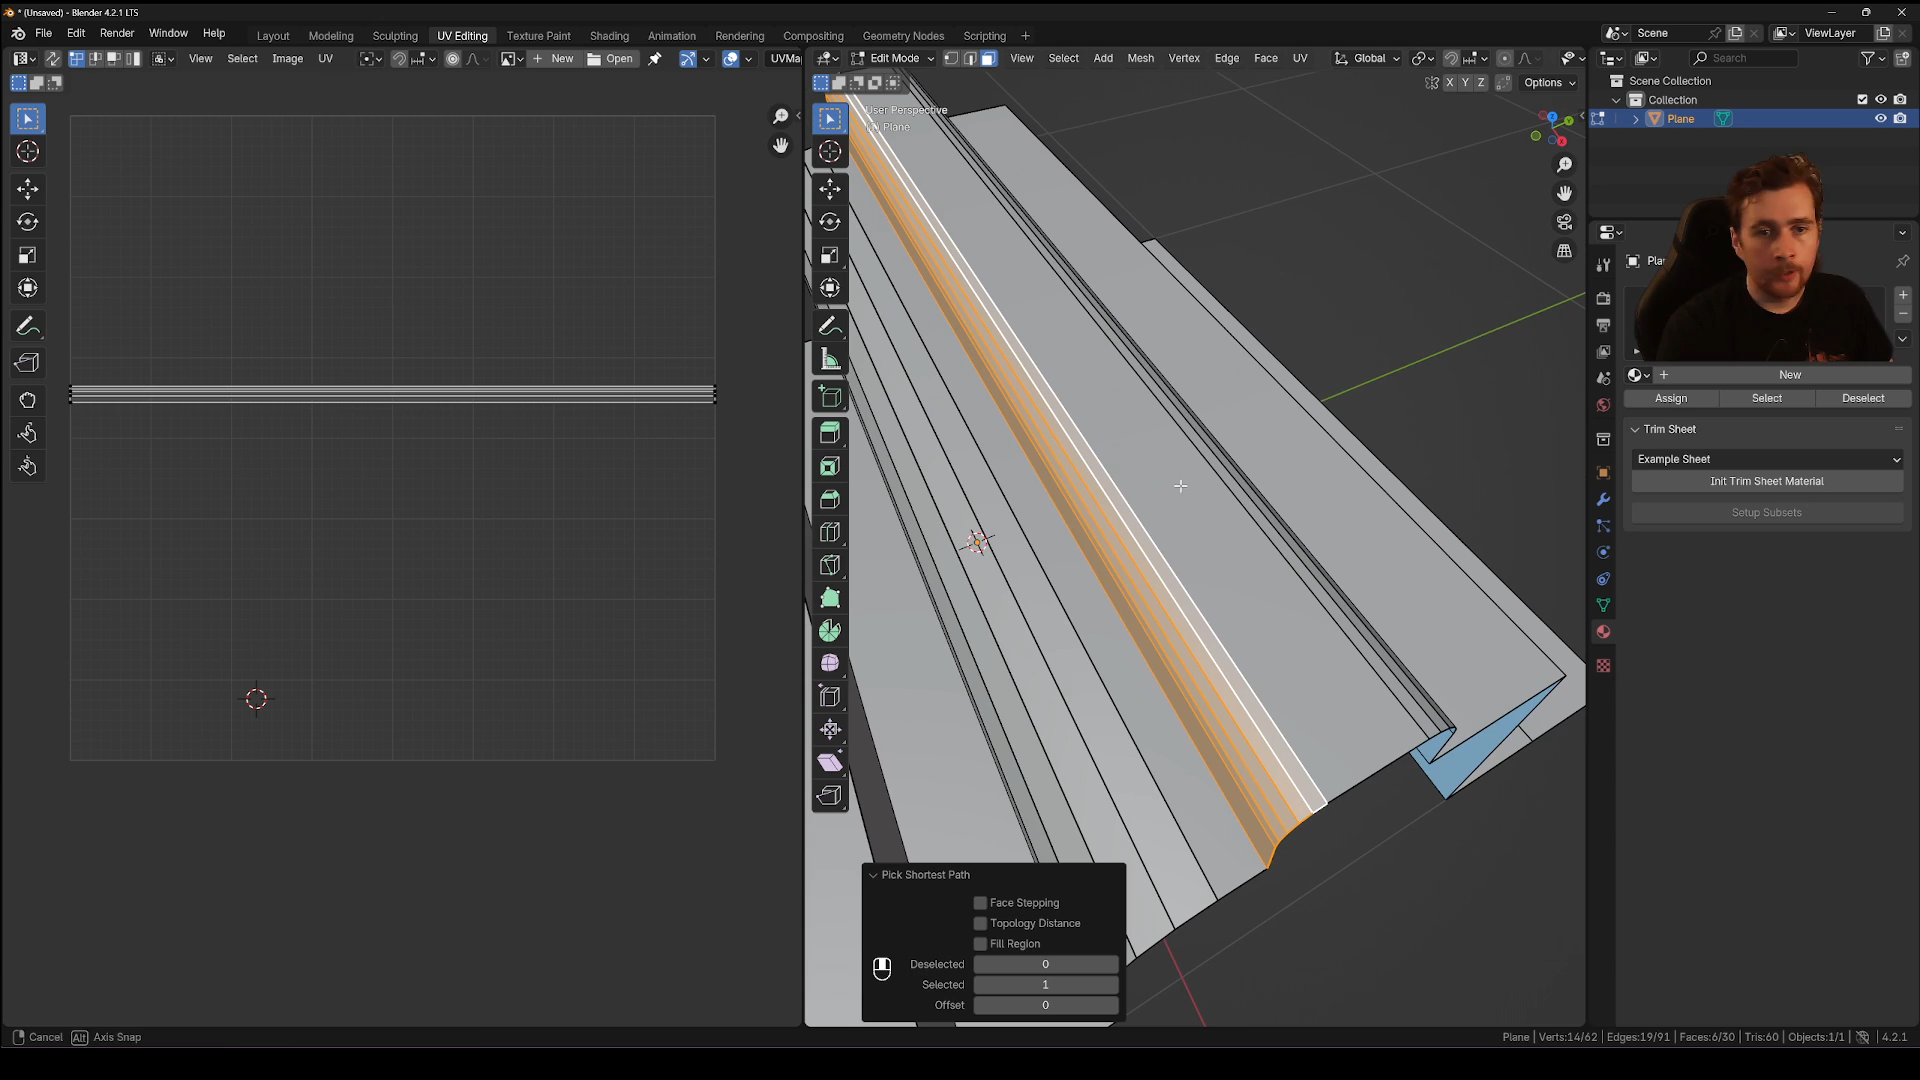 * (Unsaved) - Blender 4.2.1 LTS
File Edit Render Window Help
Layout Modeling Sculpting UV Editing Texture Paint Shading Animation Rendering Compositing Geometry Nodes Scripting +
Scene
ViewLayer
View Select Image UV
New
Open
UVMa
Edit Mode
View Select Add Mesh Vertex Edge Face UV
Global
Search
X Y Z
Options
Scene Collection
Collection
Plane
User Perspective
(1) Plane
X
Y
Z
Pla
New
Assign
Select
Deselect
Trim Sheet
Example Sheet
Init Trim Sheet Material
Setup Subsets
Pick Shortest Path
Face Stepping
Topology Distance
Fill Region
Deselected 0
Selected 1
Offset 0
Cancel Alt Axis Snap
Plane | Verts:14/62 | Edges:19/91 | Faces:6/30 | Tris:60 | Objects:1/1 | 4.2.1